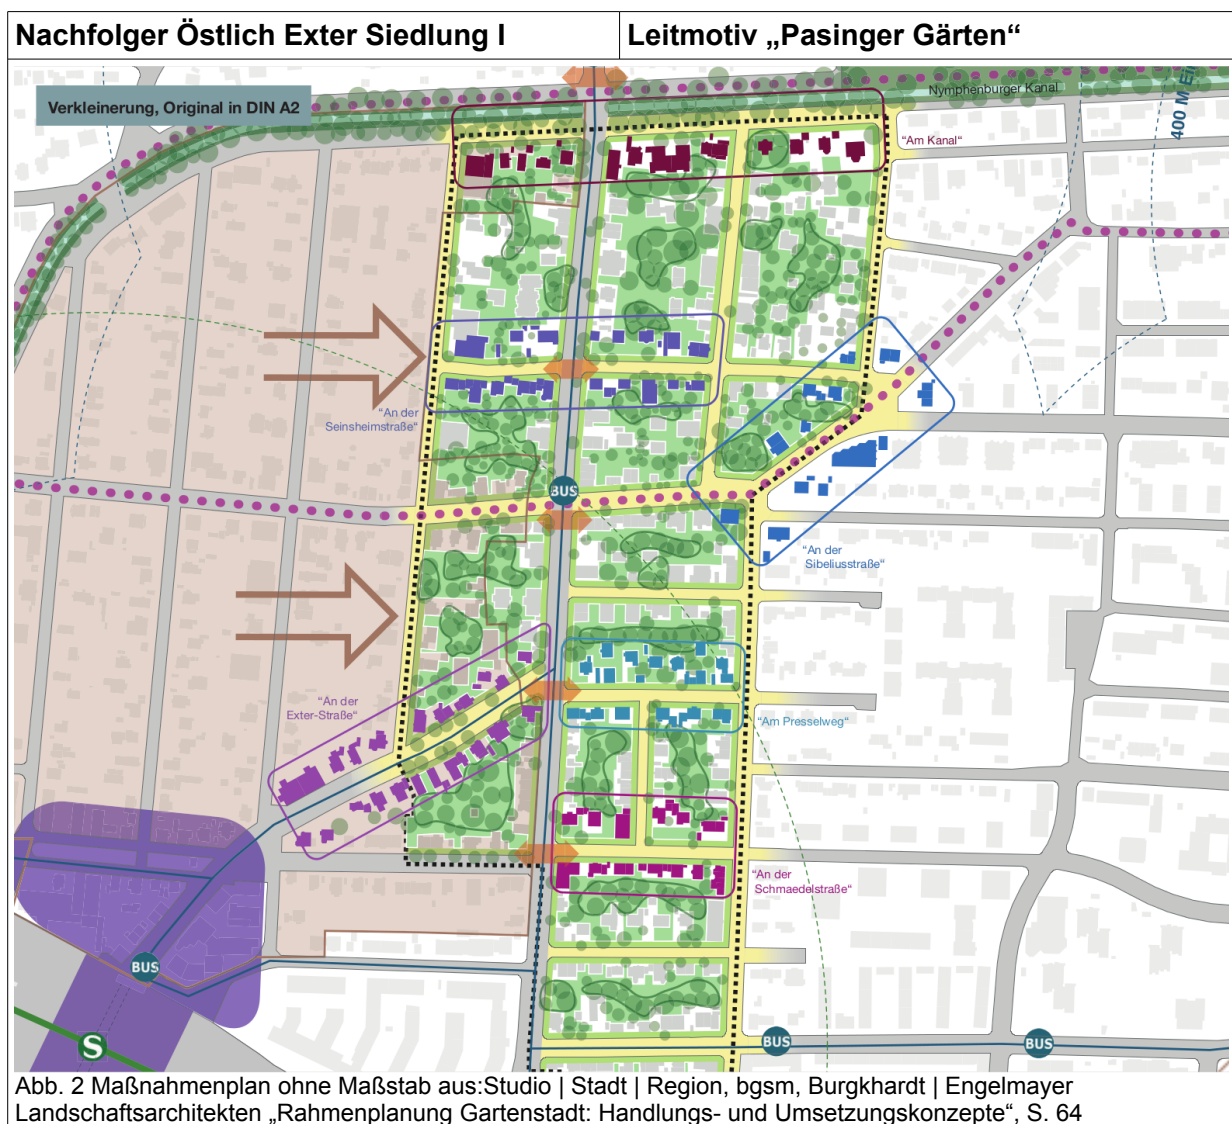 Nachfolger Östlich Exter Siedlung I
Leitmotiv „Pasinger Gärten“
Verkleinerung, Original in DIN A2
Nymphenburger Kanal
"Am Kanal"
"An der
Seinsheimstraße"
BUS
"An der
Sibeliusstraße"
"An der
Exter-Straße"
"Am Presselweg"
"An der
Schmaedelstraße"
BUS
S
BUS
BUS
Abb. 2 Maßnahmenplan ohne Maßstab aus:Studio | Stadt | Region, bgsm, Burgkhardt | Engelmayer
Landschaftsarchitekten „Rahmenplanung Gartenstadt: Handlungs- und Umsetzungskonzepte“, S. 64